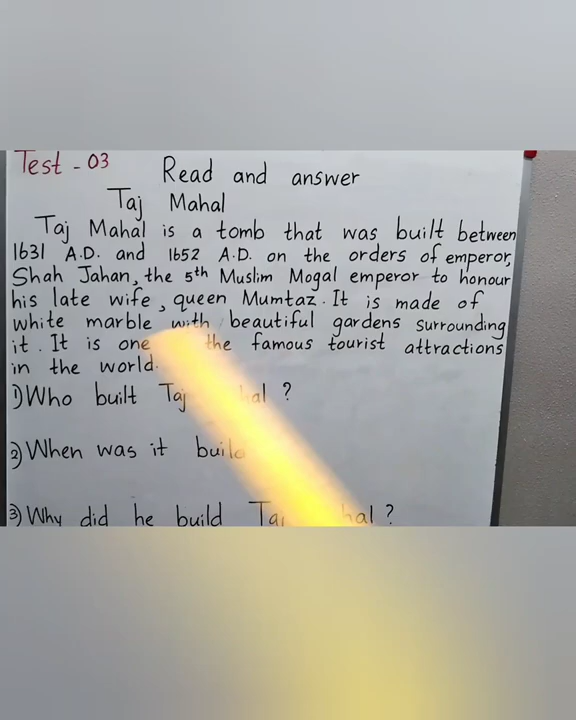 Test - 03
Read and answer
Taj Mahal
Taj Mahal is a tomb that was built between
1631 A.D. and 1652 A.D. on the orders of emperor,
Shah Jahan, the 5th Muslim Mogal emperor to honour
his late wife, queen Mumtaz. It is made of
white marble with beautiful gardens surrounding
it. It is one the famous tourist attractions
in the world.
1) Who built ?
2) When was it
3) Why did he build ?